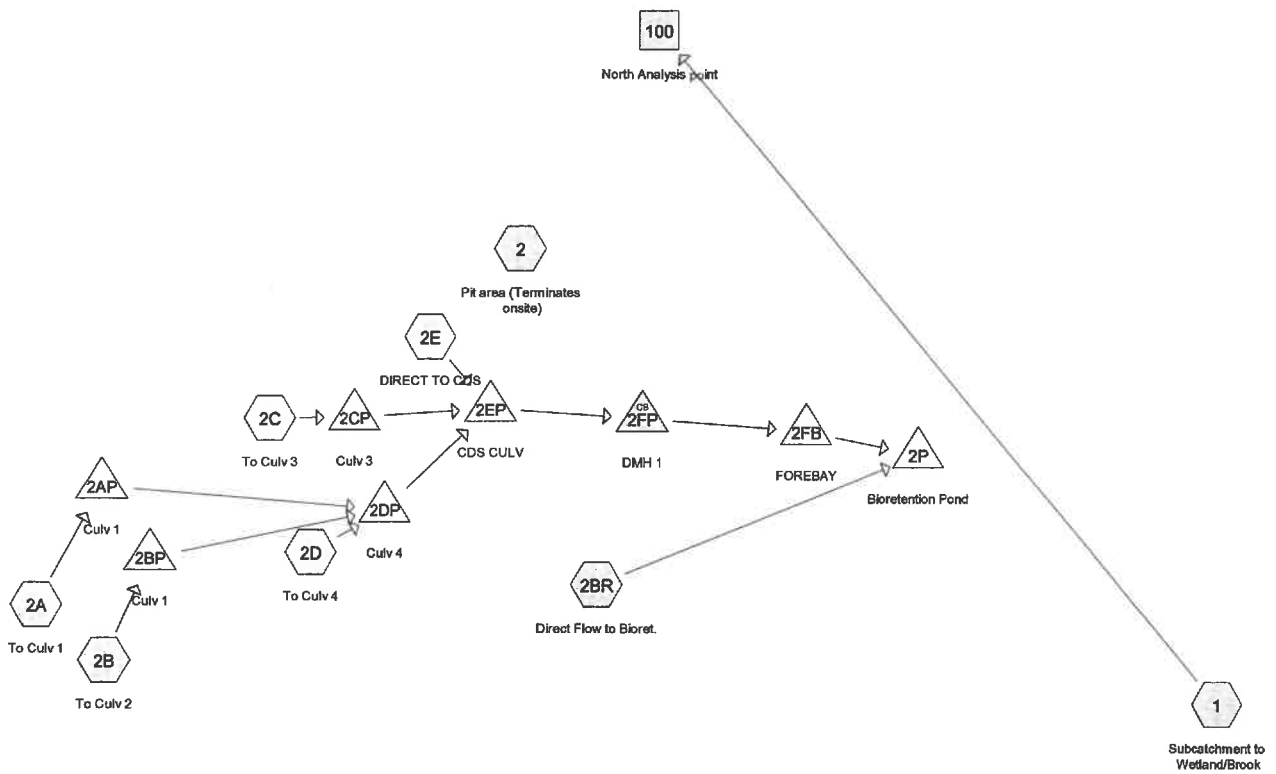 100
North Analysis point
2
Pit area (Terminates
onsite)
2E
DIRECT TO CDS
2C
To Culv 3
2CP
Culv 3
2EP
CDS CULV
CB
2FP
DMH 1
2FB
FOREBAY
2P
Bioretention Pond
2AP
Culv 1
2DP
Culv 4
2BP
Culv 1
2D
To Culv 4
2BR
Direct Flow to Bioret.
2A
To Culv 1
2B
To Culv 2
1
Subcatchment to
Wetland/Brook